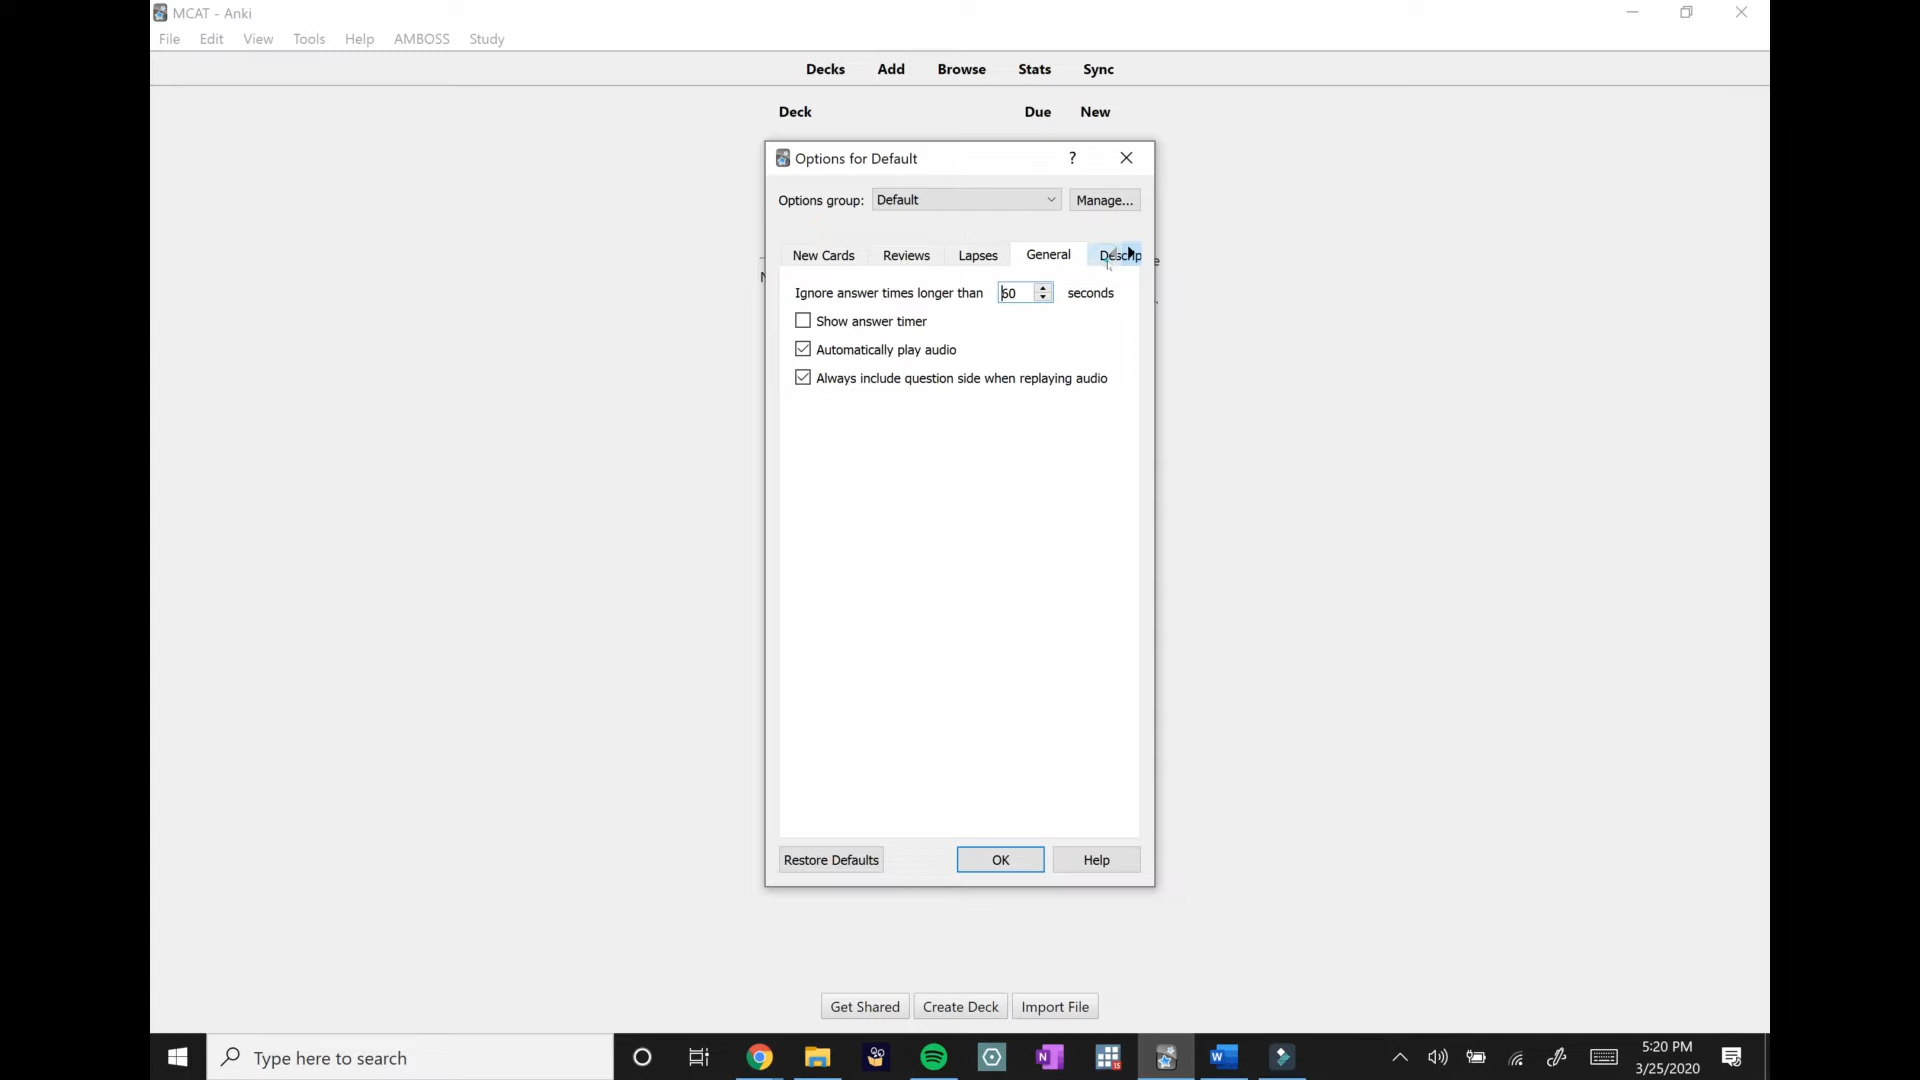 MCAT - Anki
File Edit View Tools Help AMBOSS Study
Decks Add Browse Stats Sync
Deck Due New
Options for Default ?
Options group: Default Manage...
New Cards Reviews Lapses General Descrip
Ignore answer times longer than 60 seconds
Show answer timer
Automatically play audio
Always include question side when replaying audio
Restore Defaults OK Help
Get Shared Create Deck Import File
Type here to search
N 15 W
5:20 PM
3/25/2020